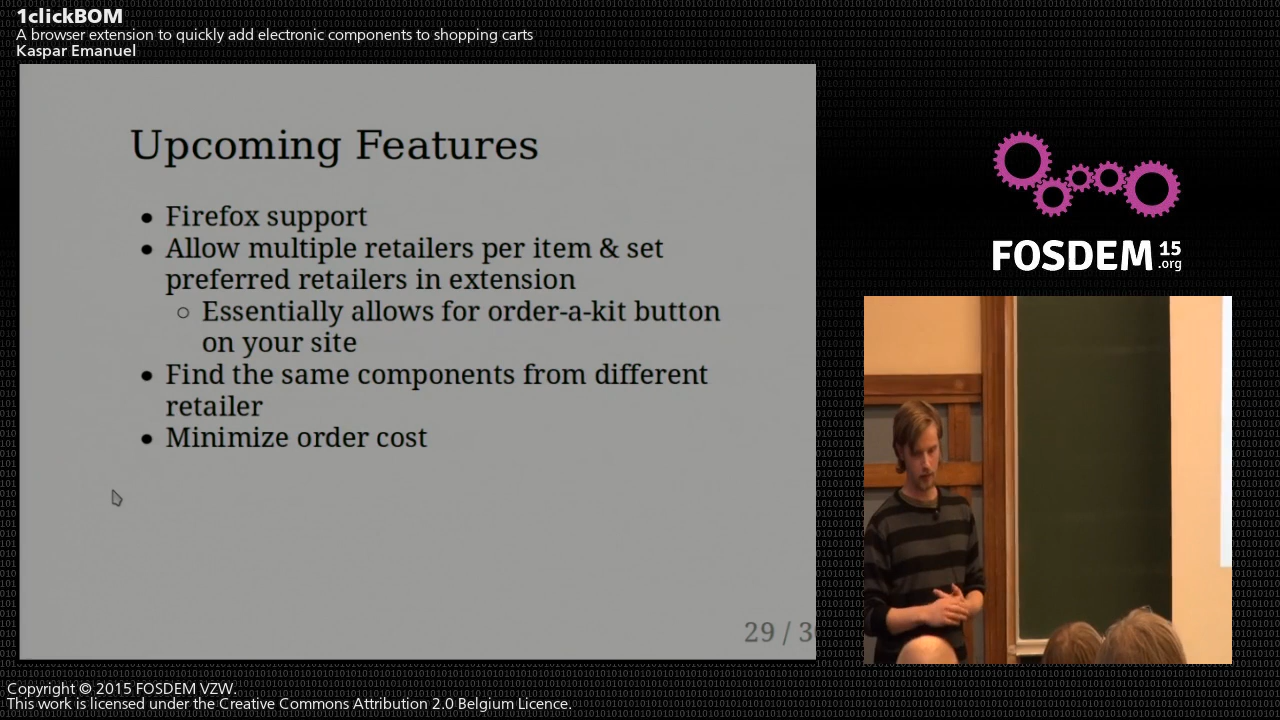 1clickBOM
A browser extension to quickly add electronic components to shopping carts
Kaspar Emanuel
Upcoming Features
• Firefox support
• Allow multiple retailers per item & set
preferred retailers in extension
○ Essentially allows for order-a-kit button
on your site
• Find the same components from different
retailer
• Minimize order cost
29 / 3
FOSDEM 15
.org
Copyright © 2015 FOSDEM VZW.
This work is licensed under the Creative Commons Attribution 2.0 Belgium Licence.